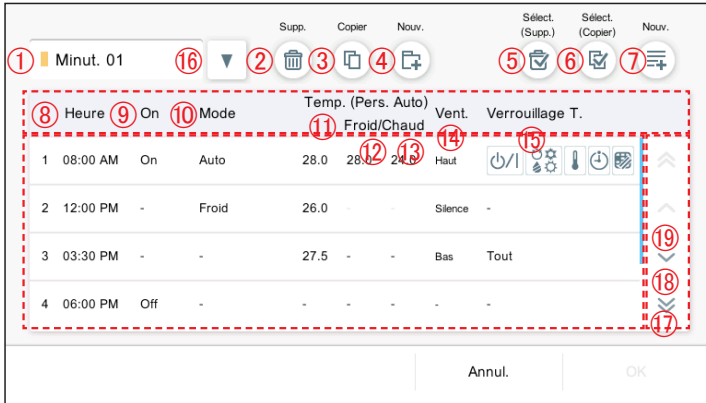 Supp. Copier Nouv. Sélect. (Supp.) Sélect. (Copier) Nouv.
① Minut. 01 ⑯ ▼ ② ③ ④ ⑤ ⑥ ⑦
Temp. (Pers. Auto)
⑧ Heure ⑨ On ⑩ Mode ⑪ Froid/Chaud Vent. Verrouillage T.
⑫ ⑬ ⑭ ⑮
1 08:00 AM On Auto 28.0 28.0 24.0 Haut
2 12:00 PM - Froid 26.0 - - Silence -
⑲
3 03:30 PM - - 27.5 - - Bas Tout
⑱
4 06:00 PM Off - - - - - -
⑰
Annul. OK